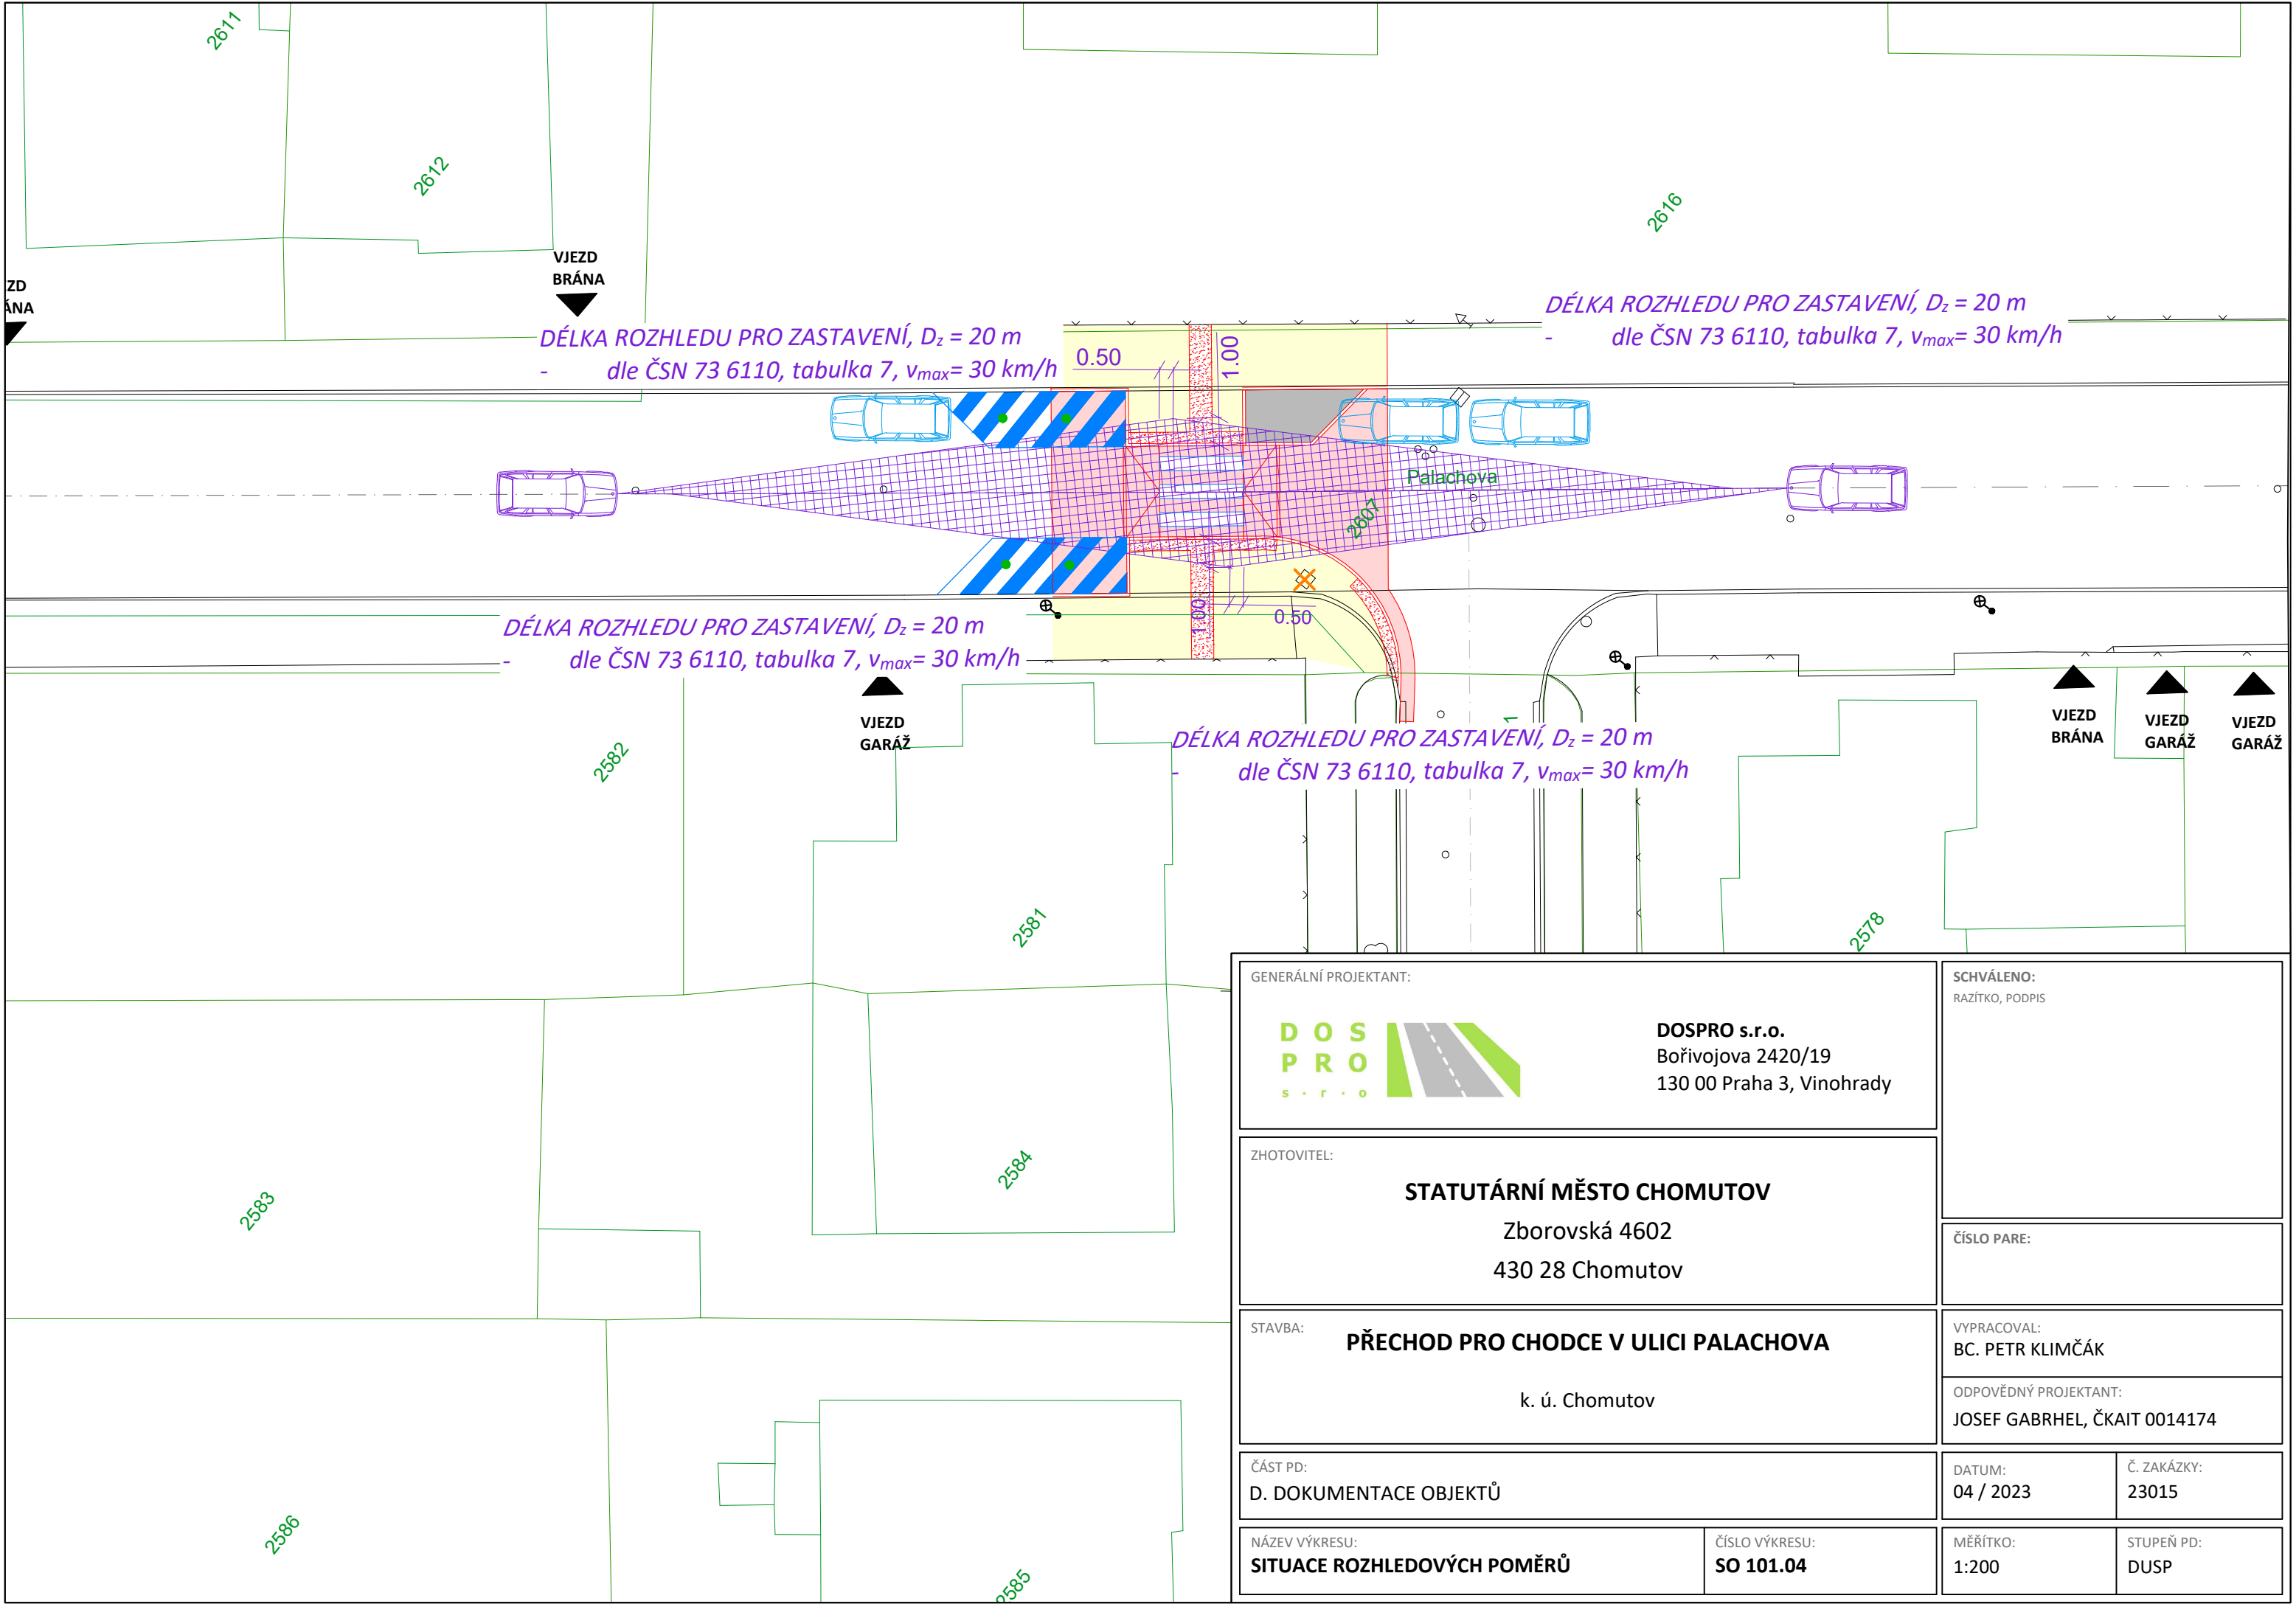 2611
2612
2616
VJEZD
BRÁNA
ZD
ÁNA
DÉLKA ROZHLEDU PRO ZASTAVENÍ, Dz = 20 m
- dle ČSN 73 6110, tabulka 7, vmax= 30 km/h
DÉLKA ROZHLEDU PRO ZASTAVENÍ, Dz = 20 m
- dle ČSN 73 6110, tabulka 7, vmax= 30 km/h
0.50
1.00
Palachova
2607
1.00
0.50
DÉLKA ROZHLEDU PRO ZASTAVENÍ, Dz = 20 m
- dle ČSN 73 6110, tabulka 7, vmax= 30 km/h
VJEZD
GARÁŽ
DÉLKA ROZHLEDU PRO ZASTAVENÍ, Dz = 20 m
- dle ČSN 73 6110, tabulka 7, vmax= 30 km/h
VJEZD
BRÁNA
VJEZD
GARÁŽ
VJEZD
GARÁŽ
2582
2581
2578
2584
2583
2586
2585
GENERÁLNÍ PROJEKTANT:
DOS
PRO
s · r · o
DOSPRO s.r.o.
Bořivojova 2420/19
130 00 Praha 3, Vinohrady
SCHVÁLENO:
RAZÍTKO, PODPIS
ZHOTOVITEL:
STATUTÁRNÍ MĚSTO CHOMUTOV
Zborovská 4602
430 28 Chomutov
ČÍSLO PARE:
STAVBA:
PŘECHOD PRO CHODCE V ULICI PALACHOVA
k. ú. Chomutov
VYPRACOVAL:
BC. PETR KLIMČÁK
ODPOVĚDNÝ PROJEKTANT:
JOSEF GABRHEL, ČKAIT 0014174
ČÁST PD:
D. DOKUMENTACE OBJEKTŮ
DATUM:
04 / 2023
Č. ZAKÁZKY:
23015
NÁZEV VÝKRESU:
SITUACE ROZHLEDOVÝCH POMĚRŮ
ČÍSLO VÝKRESU:
SO 101.04
MĚŘÍTKO:
1:200
STUPEŇ PD:
DUSP